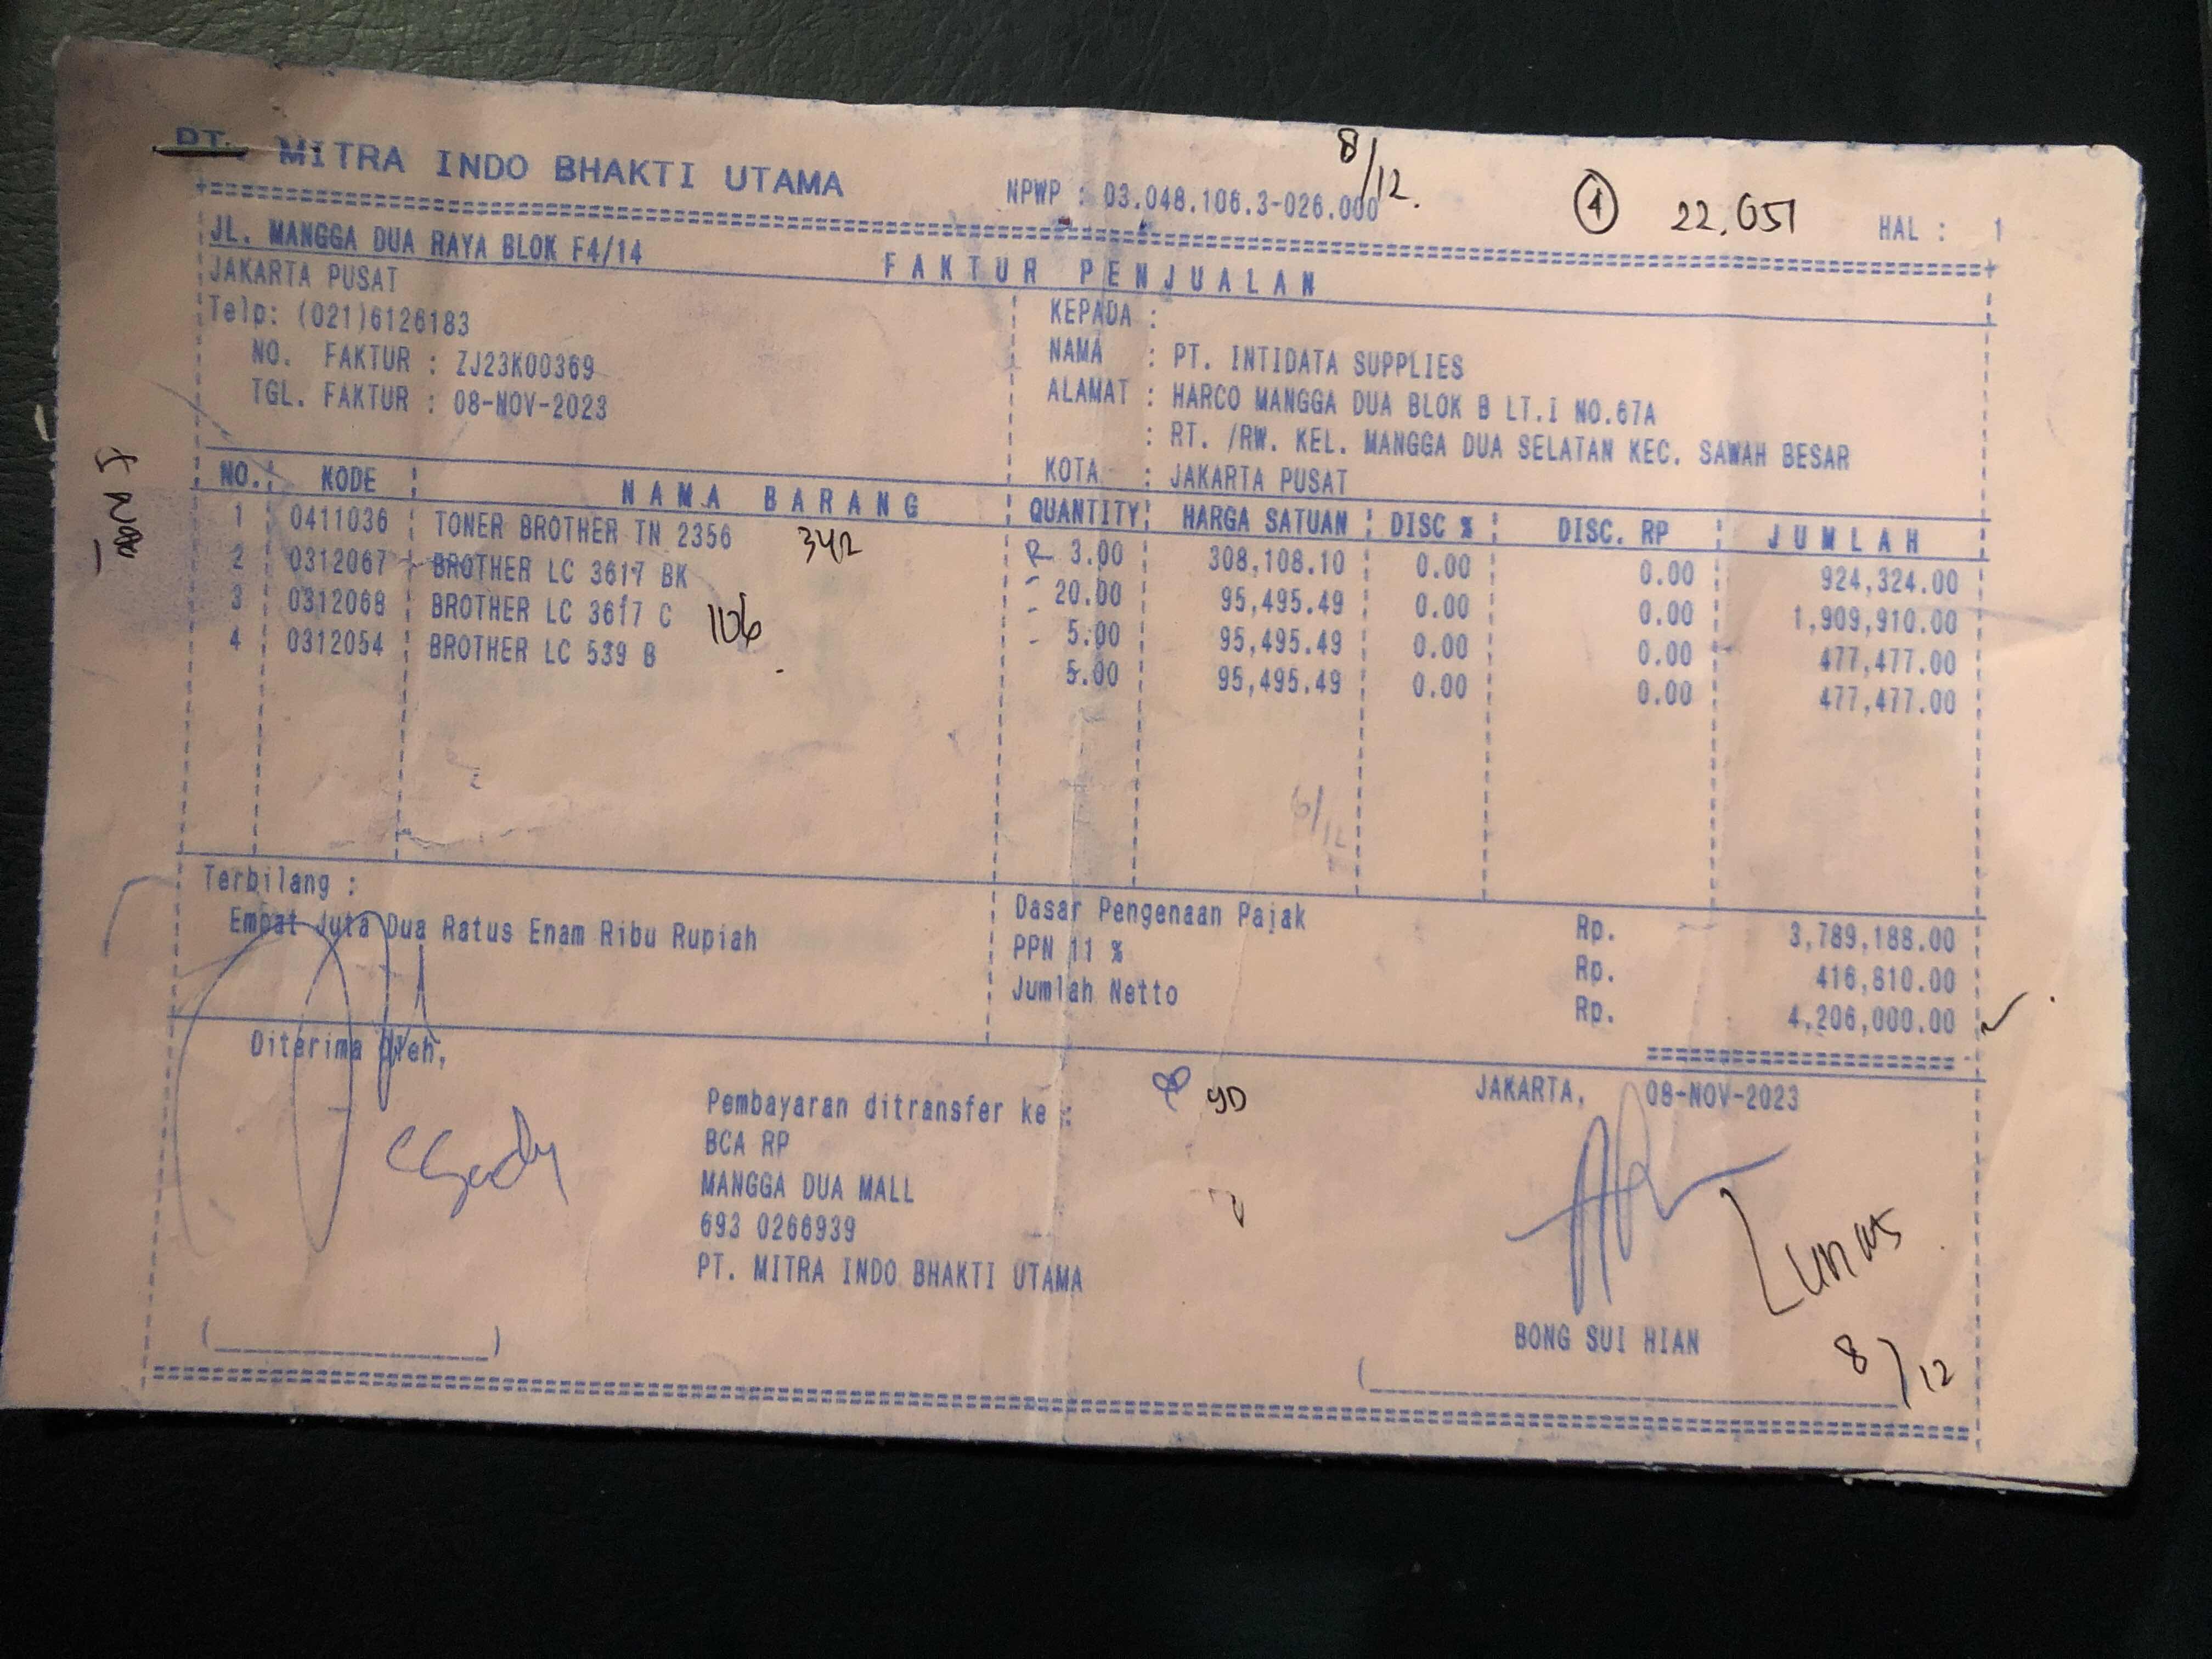 PT. MITRA INDO BHAKTI UTAMA
NPWP : 03.048.106.3-026.000
8/12.
1 22.051
HAL : 1
JL. MANGGA DUA RAYA BLOK F4/14
JAKARTA PUSAT
Telp: (021)6126183
NO. FAKTUR : ZJ23K00369
TGL. FAKTUR : 08-NOV-2023
FAKTUR PENJUALAN
KEPADA :
NAMA : PT. INTIDATA SUPPLIES
ALAMAT : HARCO MANGGA DUA BLOK B LT.I NO.67A
: RT. /RW. KEL. MANGGA DUA SELATAN KEC. SAWAH BESAR
KOTA : JAKARTA PUSAT
NO. KODE NAMA BARANG QUANTITY HARGA SATUAN DISC % DISC. RP JUMLAH
1 0411036 TONER BROTHER TN 2356 342 3.00 308,108.10 0.00 0.00 924,324.00
2 0312067 BROTHER LC 3617 BK 20.00 95,495.49 0.00 0.00 1,909,910.00
3 0312068 BROTHER LC 3617 C 106 5.00 95,495.49 0.00 0.00 477,477.00
4 0312054 BROTHER LC 539 B 5.00 95,495.49 0.00 0.00 477,477.00
6/12
Terbilang :
Empat Juta Dua Ratus Enam Ribu Rupiah
Dasar Pengenaan Pajak Rp. 3,789,188.00
PPN 11 % Rp. 416,810.00
Jumlah Netto Rp. 4,206,000.00
Diterima Oleh,
Pembayaran ditransfer ke :
BCA RP
MANGGA DUA MALL
693 0266939
PT. MITRA INDO BHAKTI UTAMA
JAKARTA, 08-NOV-2023
Lunas
8/12
BONG SUI HIAN